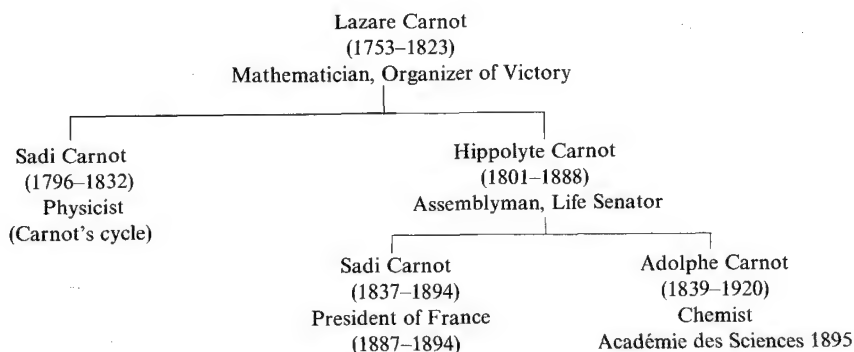 Lazare Carnot
(1753–1823)
Mathematician, Organizer of Victory
Sadi Carnot
(1796–1832)
Physicist
(Carnot's cycle)
Hippolyte Carnot
(1801–1888)
Assemblyman, Life Senator
Sadi Carnot
(1837–1894)
President of France
(1887–1894)
Adolphe Carnot
(1839–1920)
Chemist
Académie des Sciences 1895